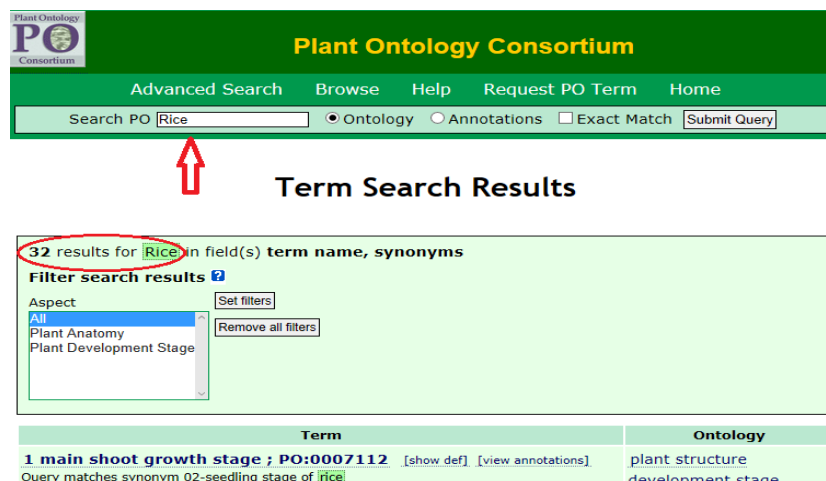 Plant Ontology
PO
Consortium
Plant Ontology Consortium
Advanced Search Browse Help Request PO Term Home
Search PO Rice Ontology Annotations Exact Match Submit Query
Term Search Results
32 results for Rice in field(s) term name, synonyms
Filter search results ?
Aspect
Set filters
All
Plant Anatomy
Plant Development Stage
Remove all filters
Term Ontology
1 main shoot growth stage ; PO:0007112 [show def] [view annotations] plant structure
Query matches synonym 02-seedling stage of rice development stage